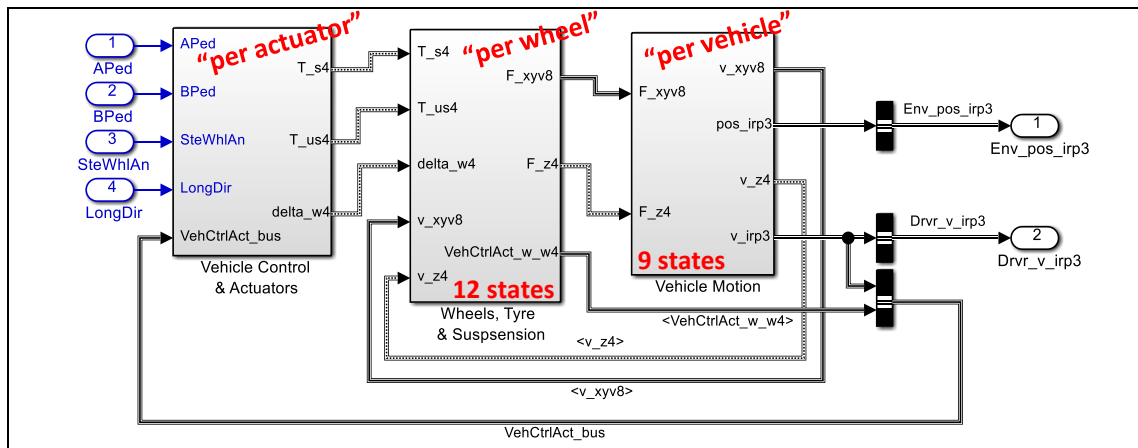 “per actuator”
1
APed
APed
2
BPed
BPed
3
SteWhlAn
SteWhlAn
4
LongDir
LongDir
VehCtrlAct_bus
T_s4
T_us4
delta_w4
Vehicle Control
& Actuators
“per wheel”
T_s4
T_us4
delta_w4
v_xyv8
v_z4
F_xyv8
F_z4
VehCtrlAct_w_w4
12 states
Wheels, Tyre
& Suspsension
“per vehicle”
F_xyv8
F_z4
v_xyv8
pos_irp3
v_z4
v_irp3
9 states
Vehicle Motion
Env_pos_irp3
1
Env_pos_irp3
Drvr_v_irp3
2
Drvr_v_irp3
<VehCtrlAct_w_w4>
<v_z4>
<v_xyv8>
VehCtrlAct_bus